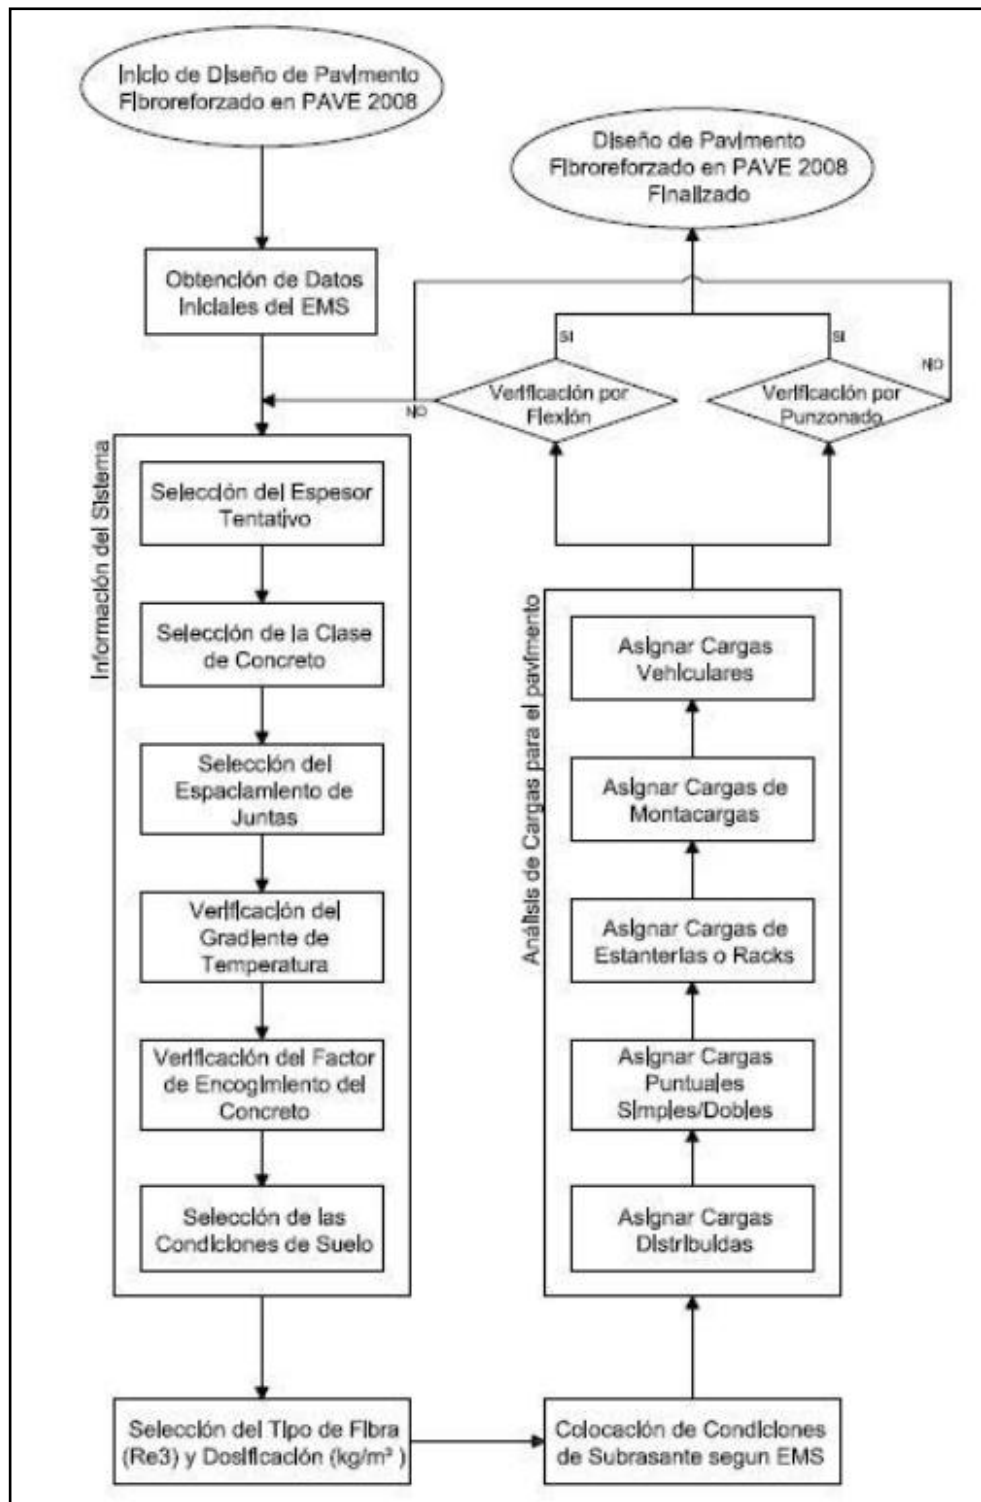 Inicio de Diseño de Pavimento
Fibroreforzado en PAVE 2008
Obtención de Datos
Iniciales del EMS
Información del Sistema
Selección del Espesor
Tentativo
Selección de la Clase
de Concreto
Selección del
Espaciamiento de
Juntas
Verificación del
Gradiente de
Temperatura
Verificación del Factor
de Encogimiento del
Concreto
Selección de las
Condiciones de Suelo
Selección del Tipo de Fibra
(Re3) y Dosificación (kg/m³ )
Colocación de Condiciones
de Subrasante segun EMS
Análisis de Cargas para el pavimento
Asignar Cargas
Distribuidas
Asignar Cargas
Puntuales
Simples/Dobles
Asignar Cargas de
Estanterias o Racks
Asignar Cargas de
Montacargas
Asignar Cargas
Vehiculares
Verificación por
Flexión
NO
SI
Verificación por
Punzonado
SI
NO
Diseño de Pavimento
Fibroreforzado en PAVE 2008
Finalizado